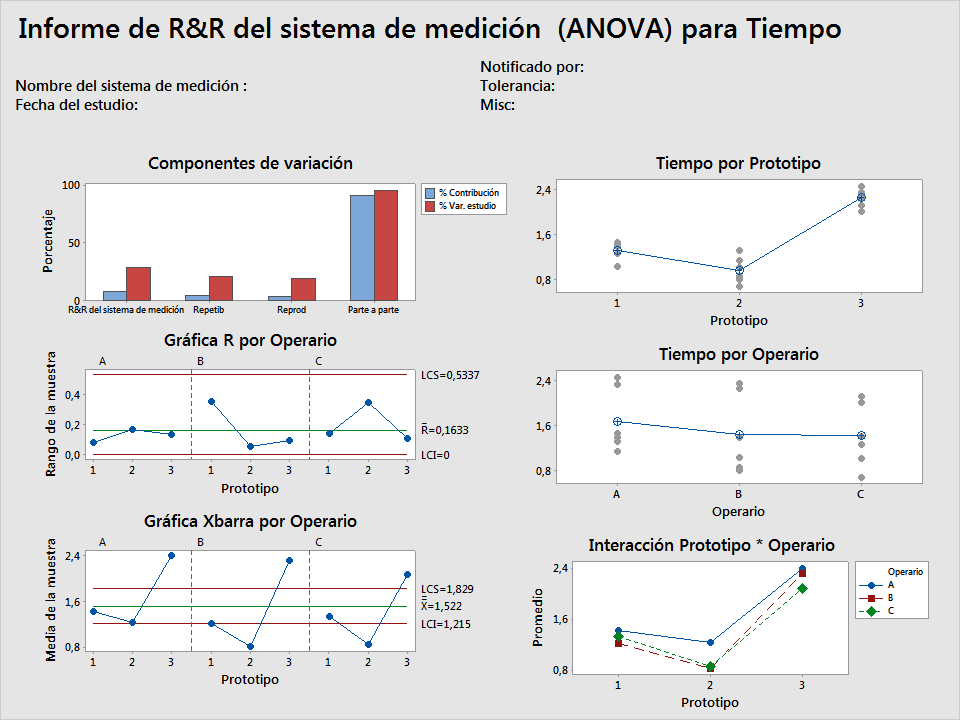 Informe de R&R del sistema de medición  (ANOVA) para Tiempo
Nombre del sistema de medición :
Fecha del estudio:
Notificado por:
Tolerancia:
Misc:
Componentes de variación
Porcentaje
100
50
0
R&R del sistema de medición Repetib Reprod Parte a parte
% Contribución
% Var. estudio
Gráfica R por Operario
A B C
Rango de la muestra
0,4
0,2
0,0
1 2 3 1 2 3 1 2 3
Prototipo
LCS=0,5337
R̄=0,1633
LCI=0
Gráfica Xbarra por Operario
A B C
Media de la muestra
2,4
1,6
0,8
1 2 3 1 2 3 1 2 3
Prototipo
LCS=1,829
X̿=1,522
LCI=1,215
Tiempo por Prototipo
2,4
1,6
0,8
1 2 3
Prototipo
Tiempo por Operario
2,4
1,6
0,8
A B C
Operario
Interacción Prototipo * Operario
Promedio
2,4
1,6
0,8
1 2 3
Prototipo
Operario
A
B
C